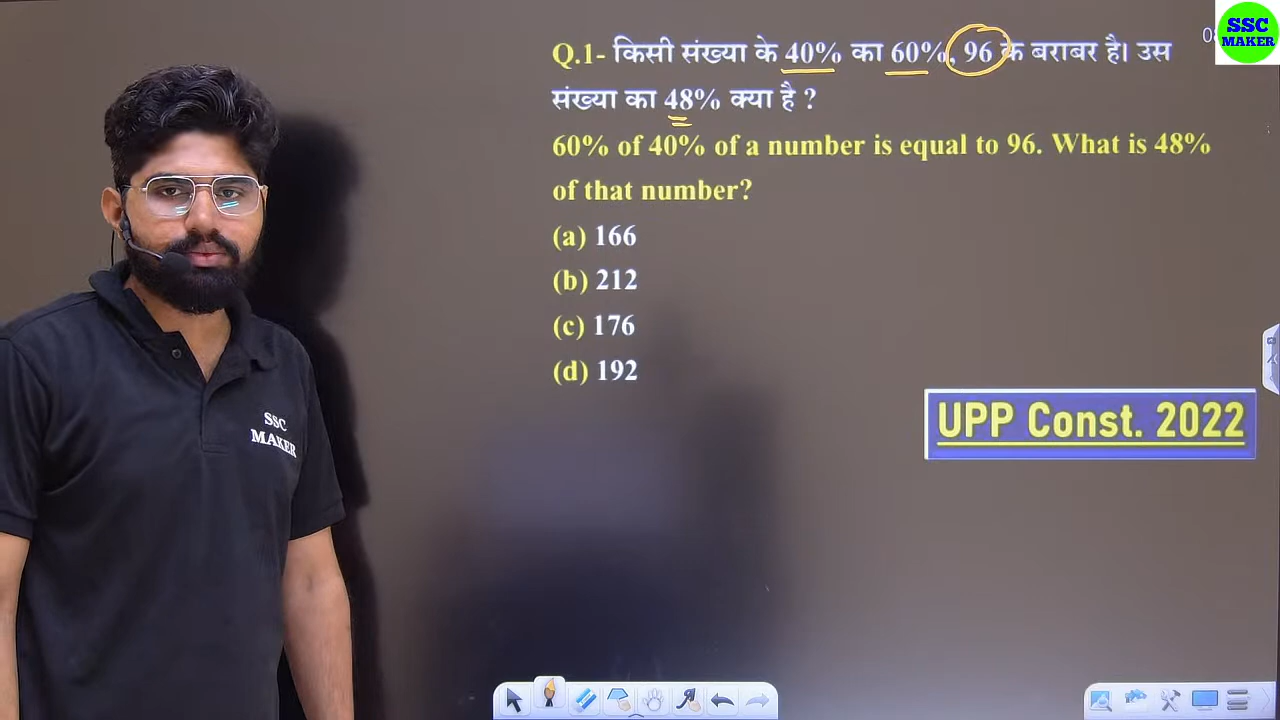 SSC
MAKER
Q.1- किसी संख्या के 40% का 60%, 96 के बराबर है। उस
संख्या का 48% क्या है ?
60% of 40% of a number is equal to 96. What is 48%
of that number?
(a) 166
(b) 212
(c) 176
(d) 192
SSC
MAKER
UPP Const. 2022